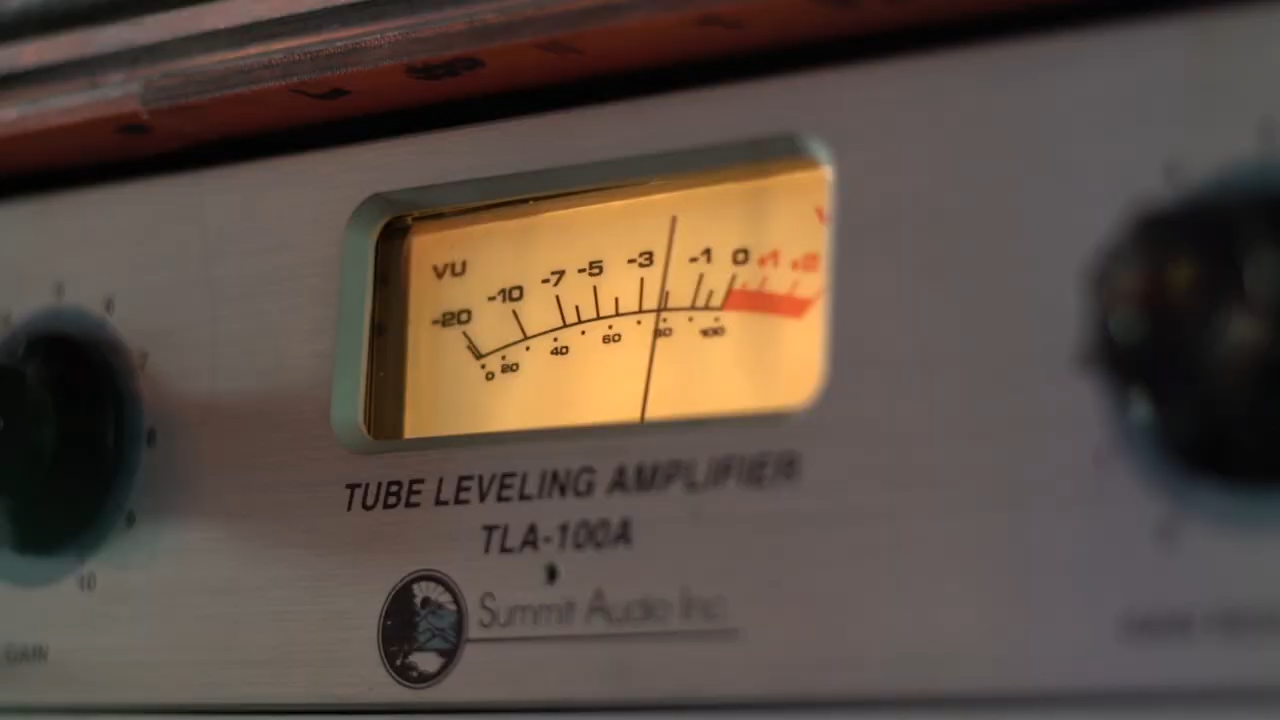 VU
-20 -10 -7 -5 -3 -1 0 +1 +2
0 20 40 60 80 100
TUBE LEVELING AMPLIFIER
TLA-100A
Summit Audio Inc.
10
GAIN